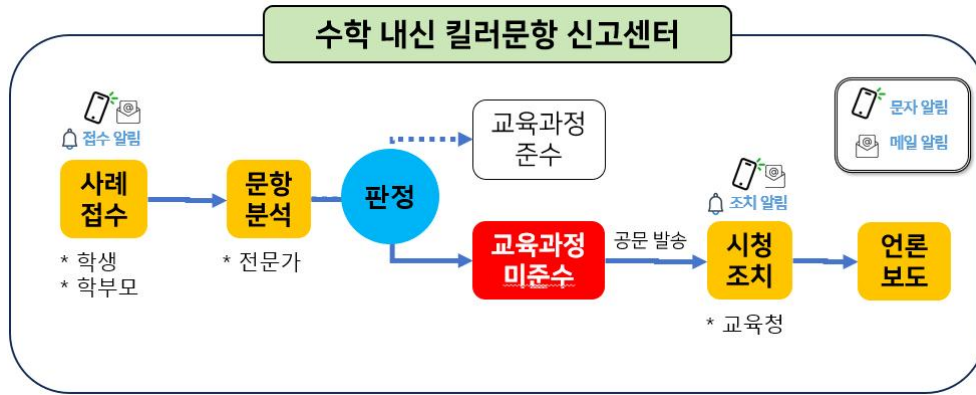 수학 내신 킬러문항 신고센터
접수 알림
사례
접수
* 학생
* 학부모
문항
분석
* 전문가
판정
교육과정
준수
교육과정
미준수
공문 발송
조치 알림
시청
조치
* 교육청
언론
보도
문자 알림
메일 알림